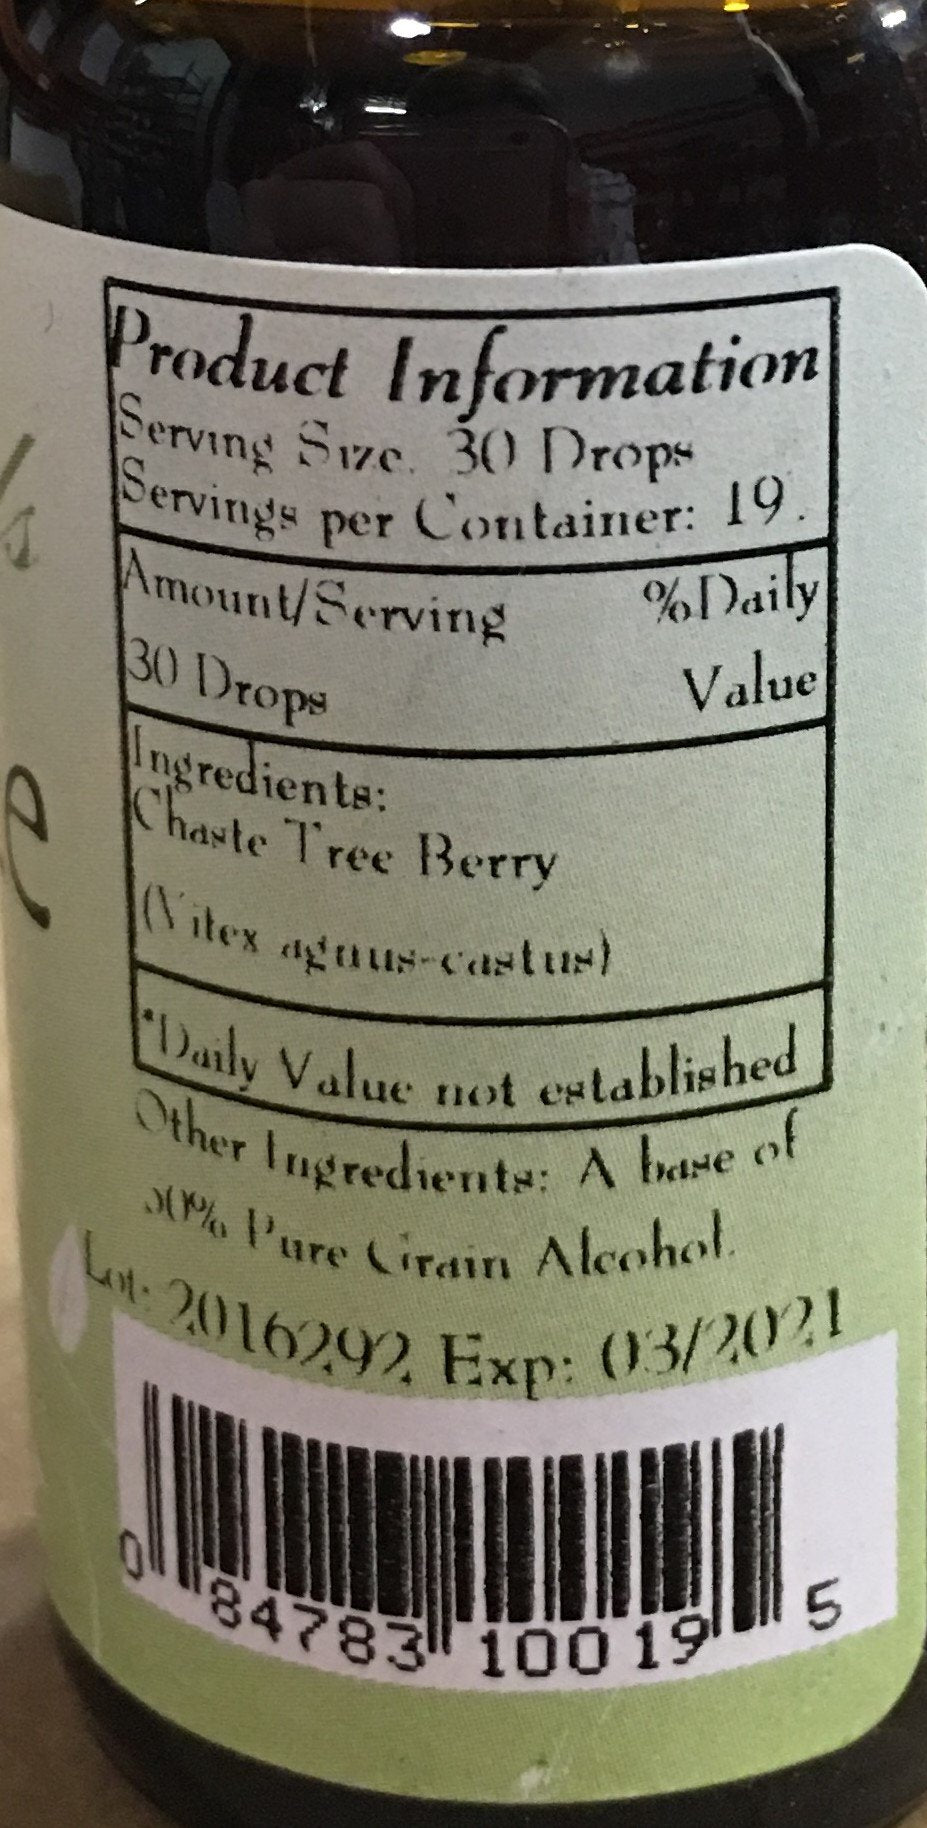 Product Information
Serving Size. 30 Drops
Servings per Container: 19.
Amount/Serving %Daily
30 Drops Value
Ingredients:
Chaste Tree Berry
(Vitex agnus-castus)
*Daily Value not established
Other Ingredients: A base of
50% Pure Grain Alcohol.
Lot: 2016292 Exp: 03/2021
0 84783 10019 5